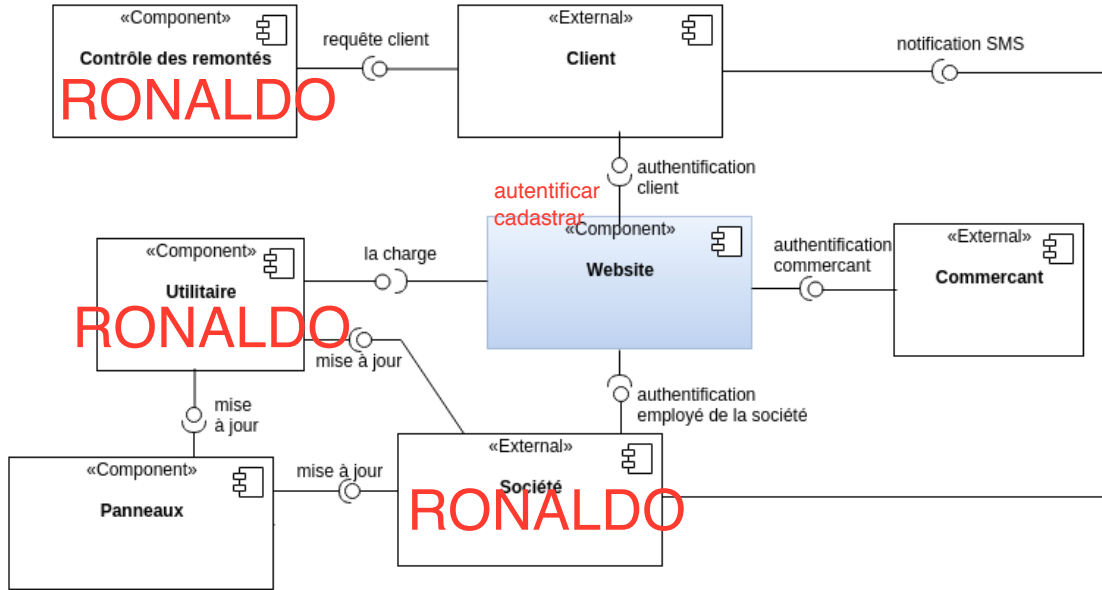 «Component»
Contrôle des remontés
RONALDO
requête client
«External»
Client
notification SMS
authentification
client
autentificar
cadastrar
«Component»
Website
authentification
commercant
«External»
Commercant
«Component»
Utilitaire
RONALDO
la charge
mise à jour
mise
à jour
authentification
employé de la société
«Component»
Panneaux
mise à jour
«External»
Société
RONALDO